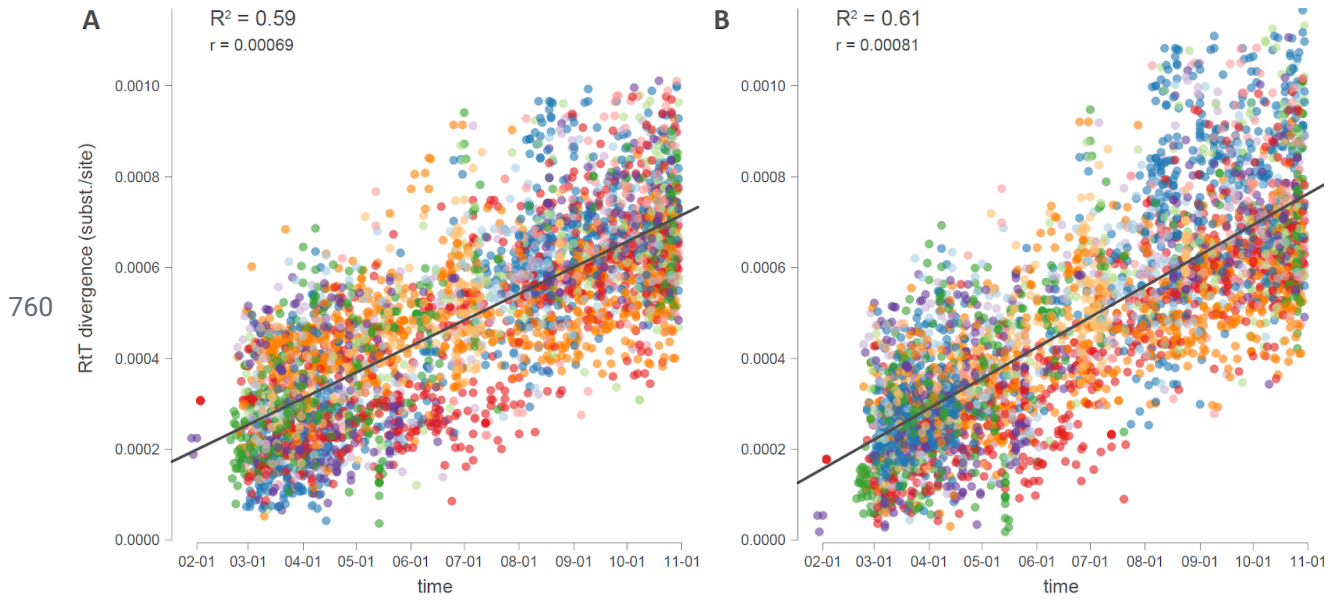 A
R² = 0.59
r = 0.00069
B
R² = 0.61
r = 0.00081
RtT divergence (subst./site)
0.0010
0.0008
0.0006
0.0004
0.0002
0.0000
760
0.0010
0.0008
0.0006
0.0004
0.0002
0.0000
02-01 03-01 04-01 05-01 06-01 07-01 08-01 09-01 10-01 11-01
02-01 03-01 04-01 05-01 06-01 07-01 08-01 09-01 10-01 11-01
time
time